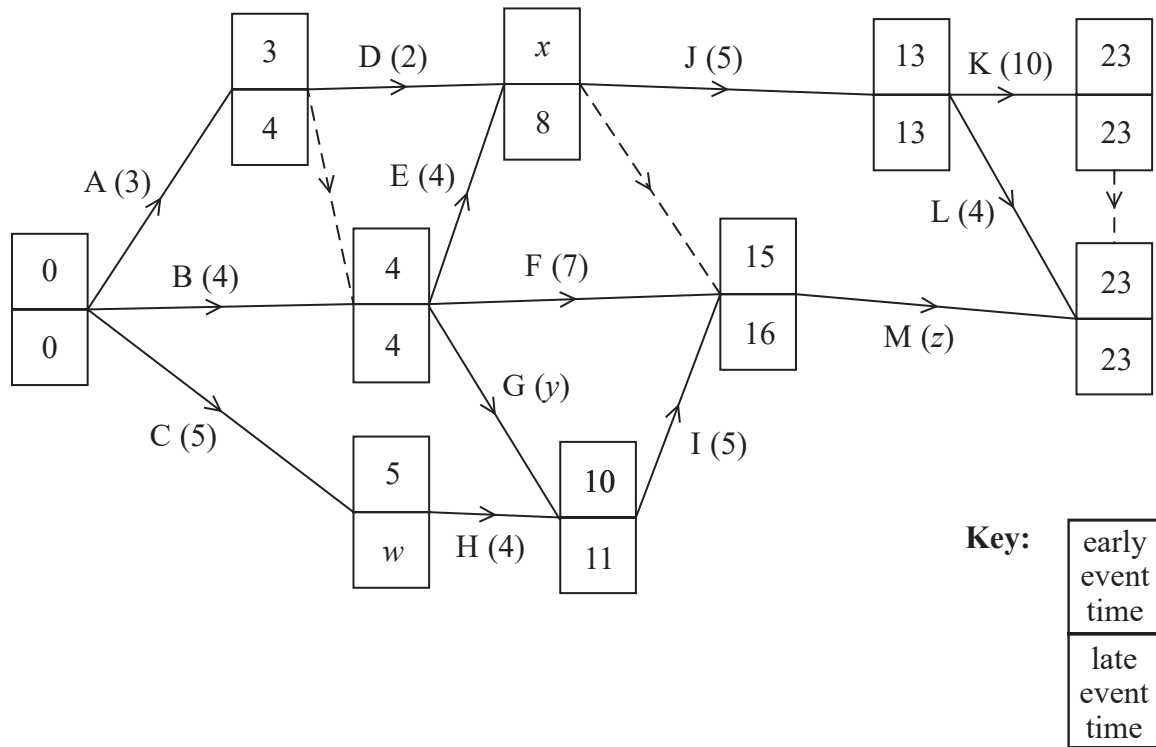 3
4
D (2)
x
8
J (5)
13
13
K (10)
23
23
A (3)
E (4)
L (4)
0
0
B (4)
4
4
F (7)
15
16
M (z)
23
23
C (5)
G (y)
I (5)
5
w
H (4)
10
11
Key:
early
event
time
late
event
time